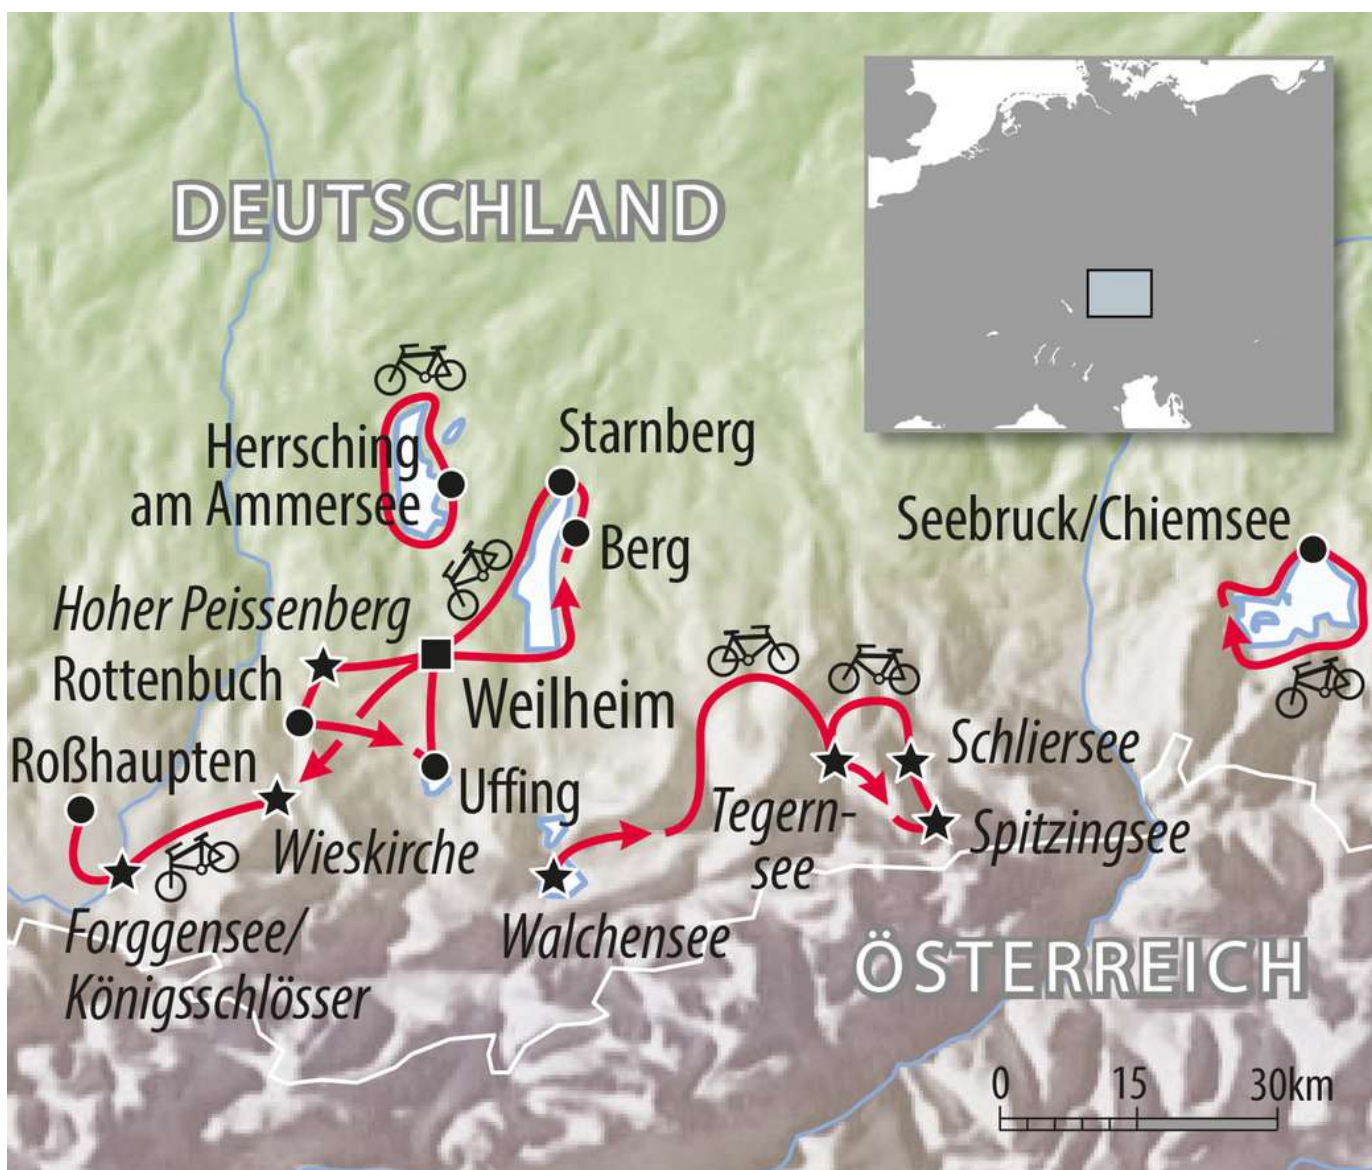 DEUTSCHLAND
Herrsching
am Ammersee
Starnberg
Berg
Seebruck/Chiemsee
Hoher Peissenberg
Rottenbuch
Weilheim
Roßhaupten
Uffing
Wieskirche
Schliersee
Tegern-
see
Spitzingsee
Forggensee/
Königsschlösser
Walchensee
ÖSTERREICH
0 15 30km